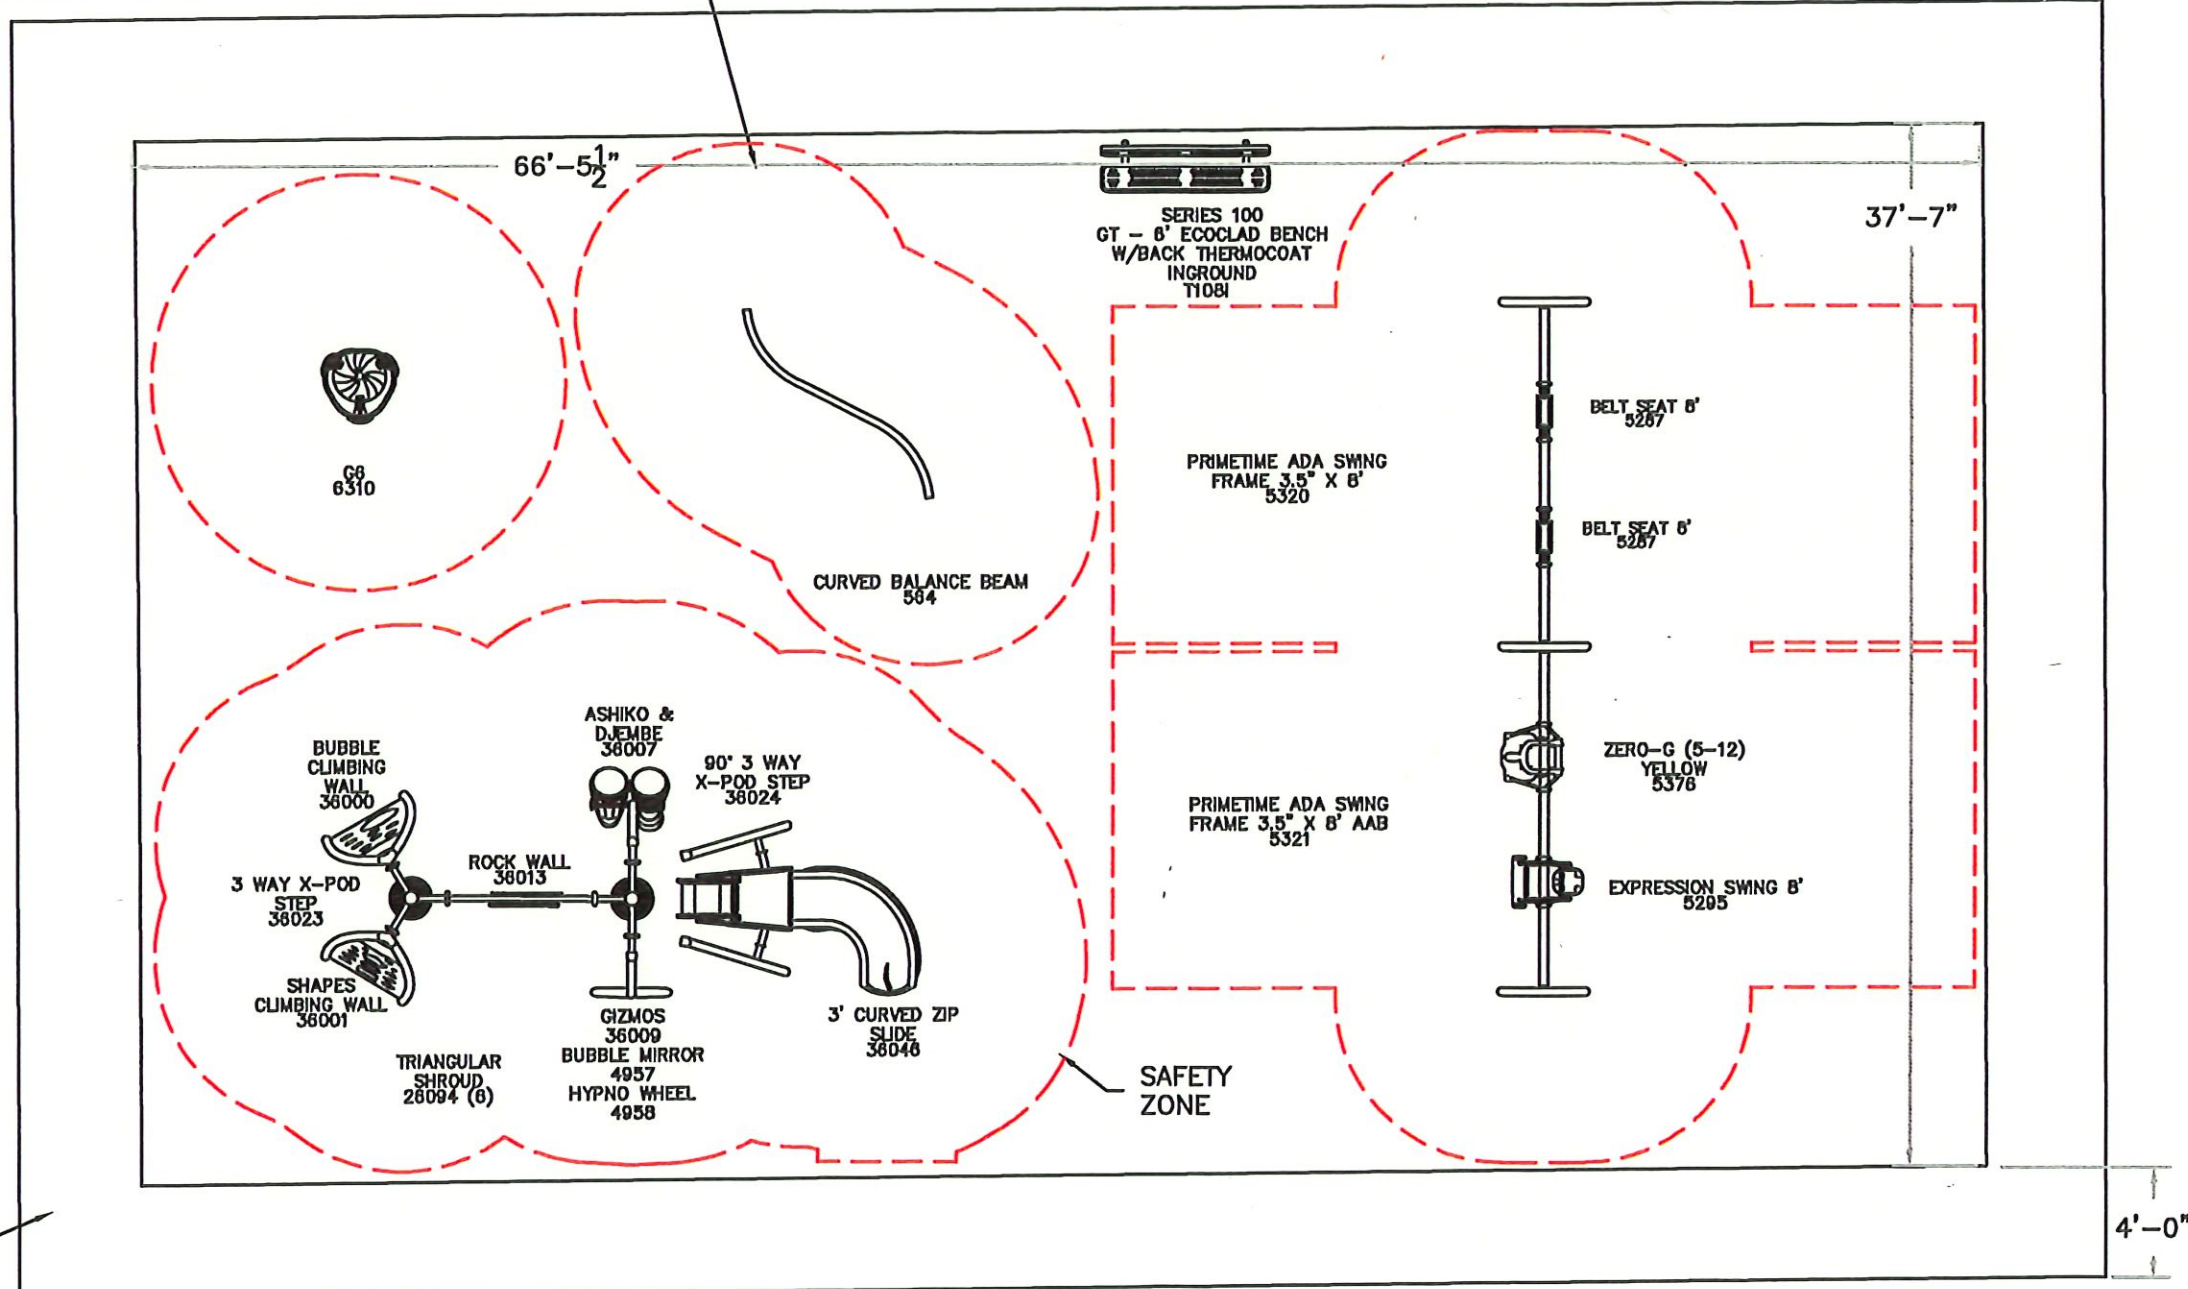 66'-5 1/2"
37'-7"
SERIES 100
GT - 6' ECOCLAD BENCH
W/BACK THERMOCOAT
INGROUND
T108I
G6
6310
CURVED BALANCE BEAM
564
PRIMETIME ADA SWING
FRAME 3.5" X 8'
5320
BELT SEAT 8'
5267
BELT SEAT 8'
5267
PRIMETIME ADA SWING
FRAME 3.5" X 8' AAB
5321
ZERO-G (5-12)
YELLOW
5376
EXPRESSION SWING 8'
5295
BUBBLE
CLIMBING
WALL
36000
ASHIKO &
DJEMBE
36007
90° 3 WAY
X-POD STEP
36024
3 WAY X-POD
STEP
36023
ROCK WALL
36013
SHAPES
CLIMBING WALL
36001
TRIANGULAR
SHROUD
26094 (6)
GIZMOS
36009
BUBBLE MIRROR
4957
HYPNO WHEEL
4958
3' CURVED ZIP
SLIDE
36046
SAFETY
ZONE
4'-0"